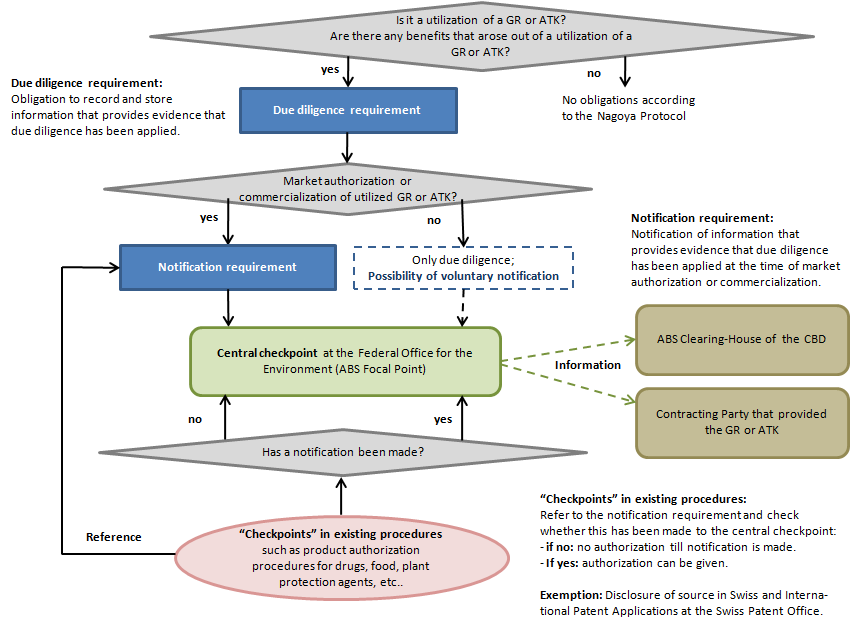 Is it a utilization of a GR or ATK?
Are there any benefits that arose out of a utilization of a
GR or ATK?
yes
no
Due diligence requirement:
Obligation to record and store
information that provides evidence that
due diligence has been applied.
Due diligence requirement
No obligations according
to the Nagoya Protocol
Market authorization or
commercialization of utilized GR or ATK?
yes
no
Notification requirement:
Notification of information that
provides evidence that due diligence
has been applied at the time of market
authorization or commercialization.
Notification requirement
Only due diligence;
Possibility of voluntary notification
Central checkpoint at the Federal Office for the
Environment (ABS Focal Point)
Information
ABS Clearing-House of the CBD
Contracting Party that provided
the GR or ATK
no
yes
Has a notification been made?
Reference
“Checkpoints” in existing procedures
such as product authorization
procedures for drugs, food, plant
protection agents, etc..
“Checkpoints” in existing procedures:
Refer to the notification requirement and check
whether this has been made to the central checkpoint:
- if no: no authorization till notification is made.
- If yes: authorization can be given.
Exemption: Disclosure of source in Swiss and Interna-
tional Patent Applications at the Swiss Patent Office.